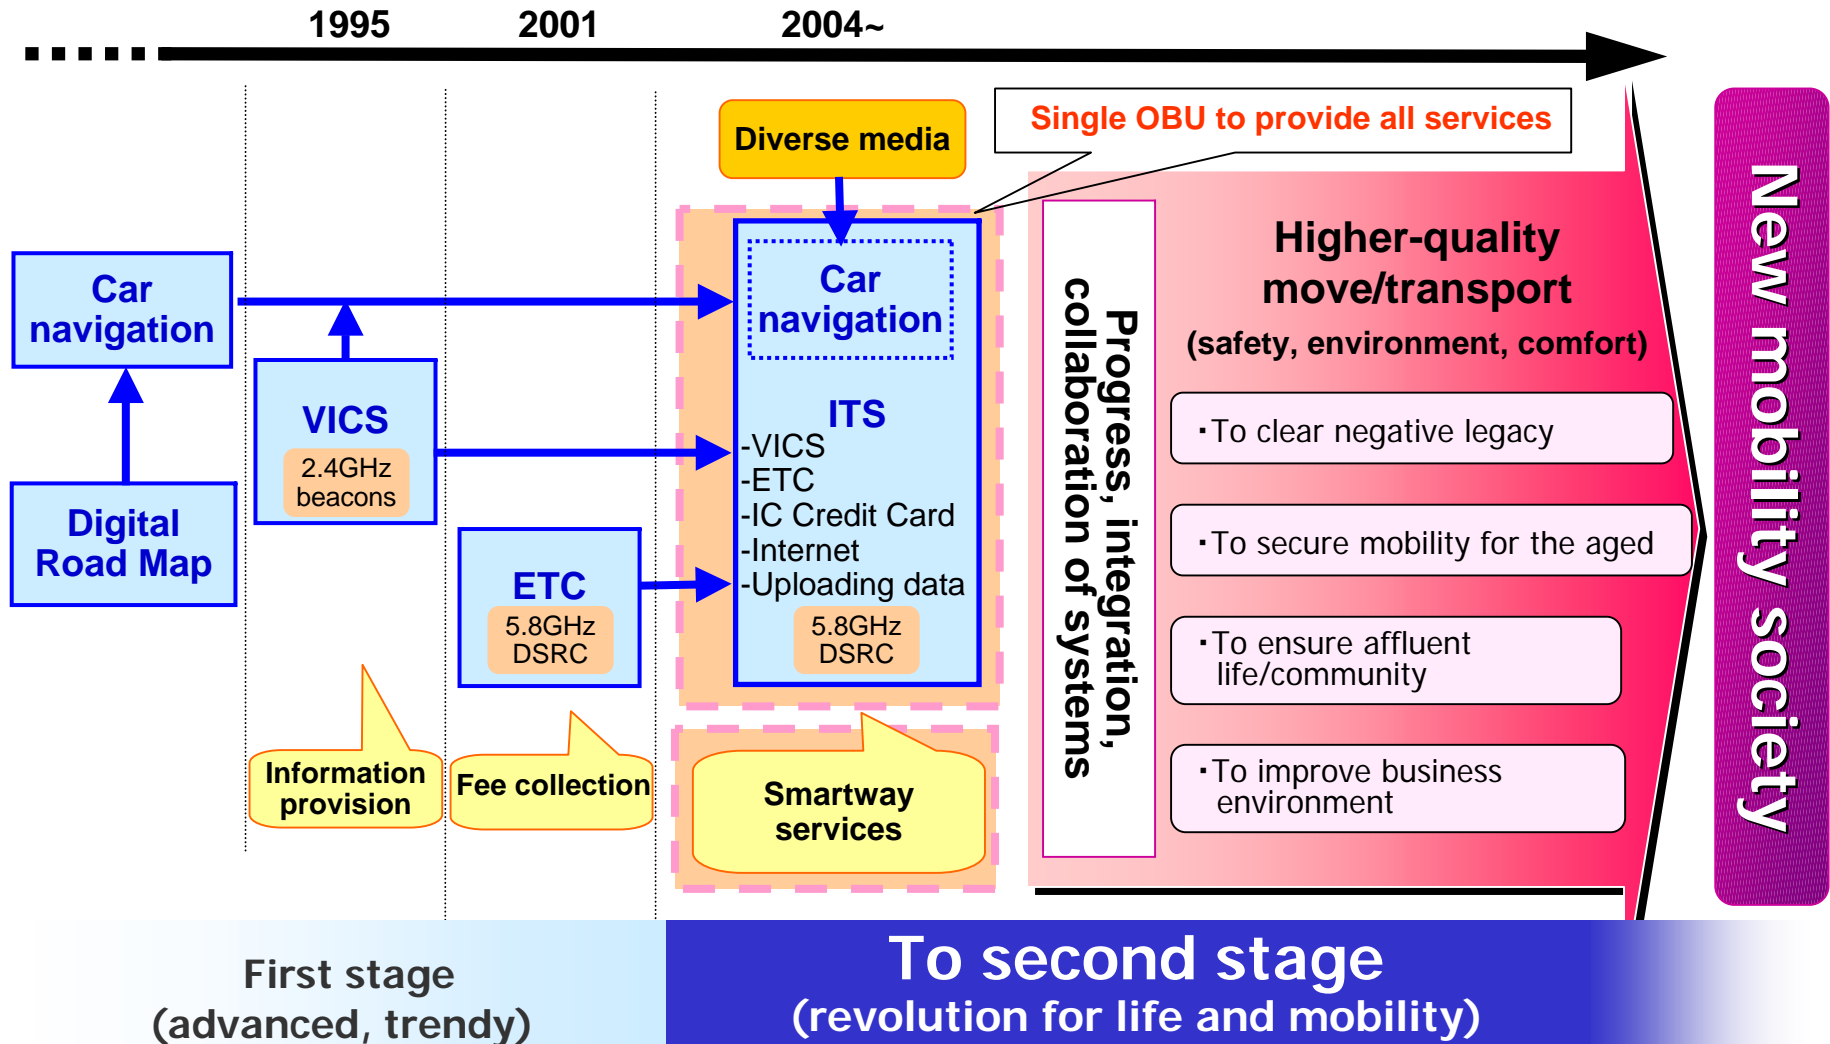 1995
2001
2004~
Diverse media
Single OBU to provide all services
Car
navigation
Digital
Road Map
VICS
2.4GHz
beacons
ETC
5.8GHz
DSRC
Car
navigation
ITS
-VICS
-ETC
-IC Credit Card
-Internet
-Uploading data
5.8GHz
DSRC
Information
provision
Fee collection
Smartway
services
Progress, integration,
collaboration of systems
Higher-quality
move/transport
(safety, environment, comfort)
・To clear negative legacy
・To secure mobility for the aged
・To ensure affluent
life/community
・To improve business
environment
New mobility society
First stage
(advanced, trendy)
To second stage
(revolution for life and mobility)